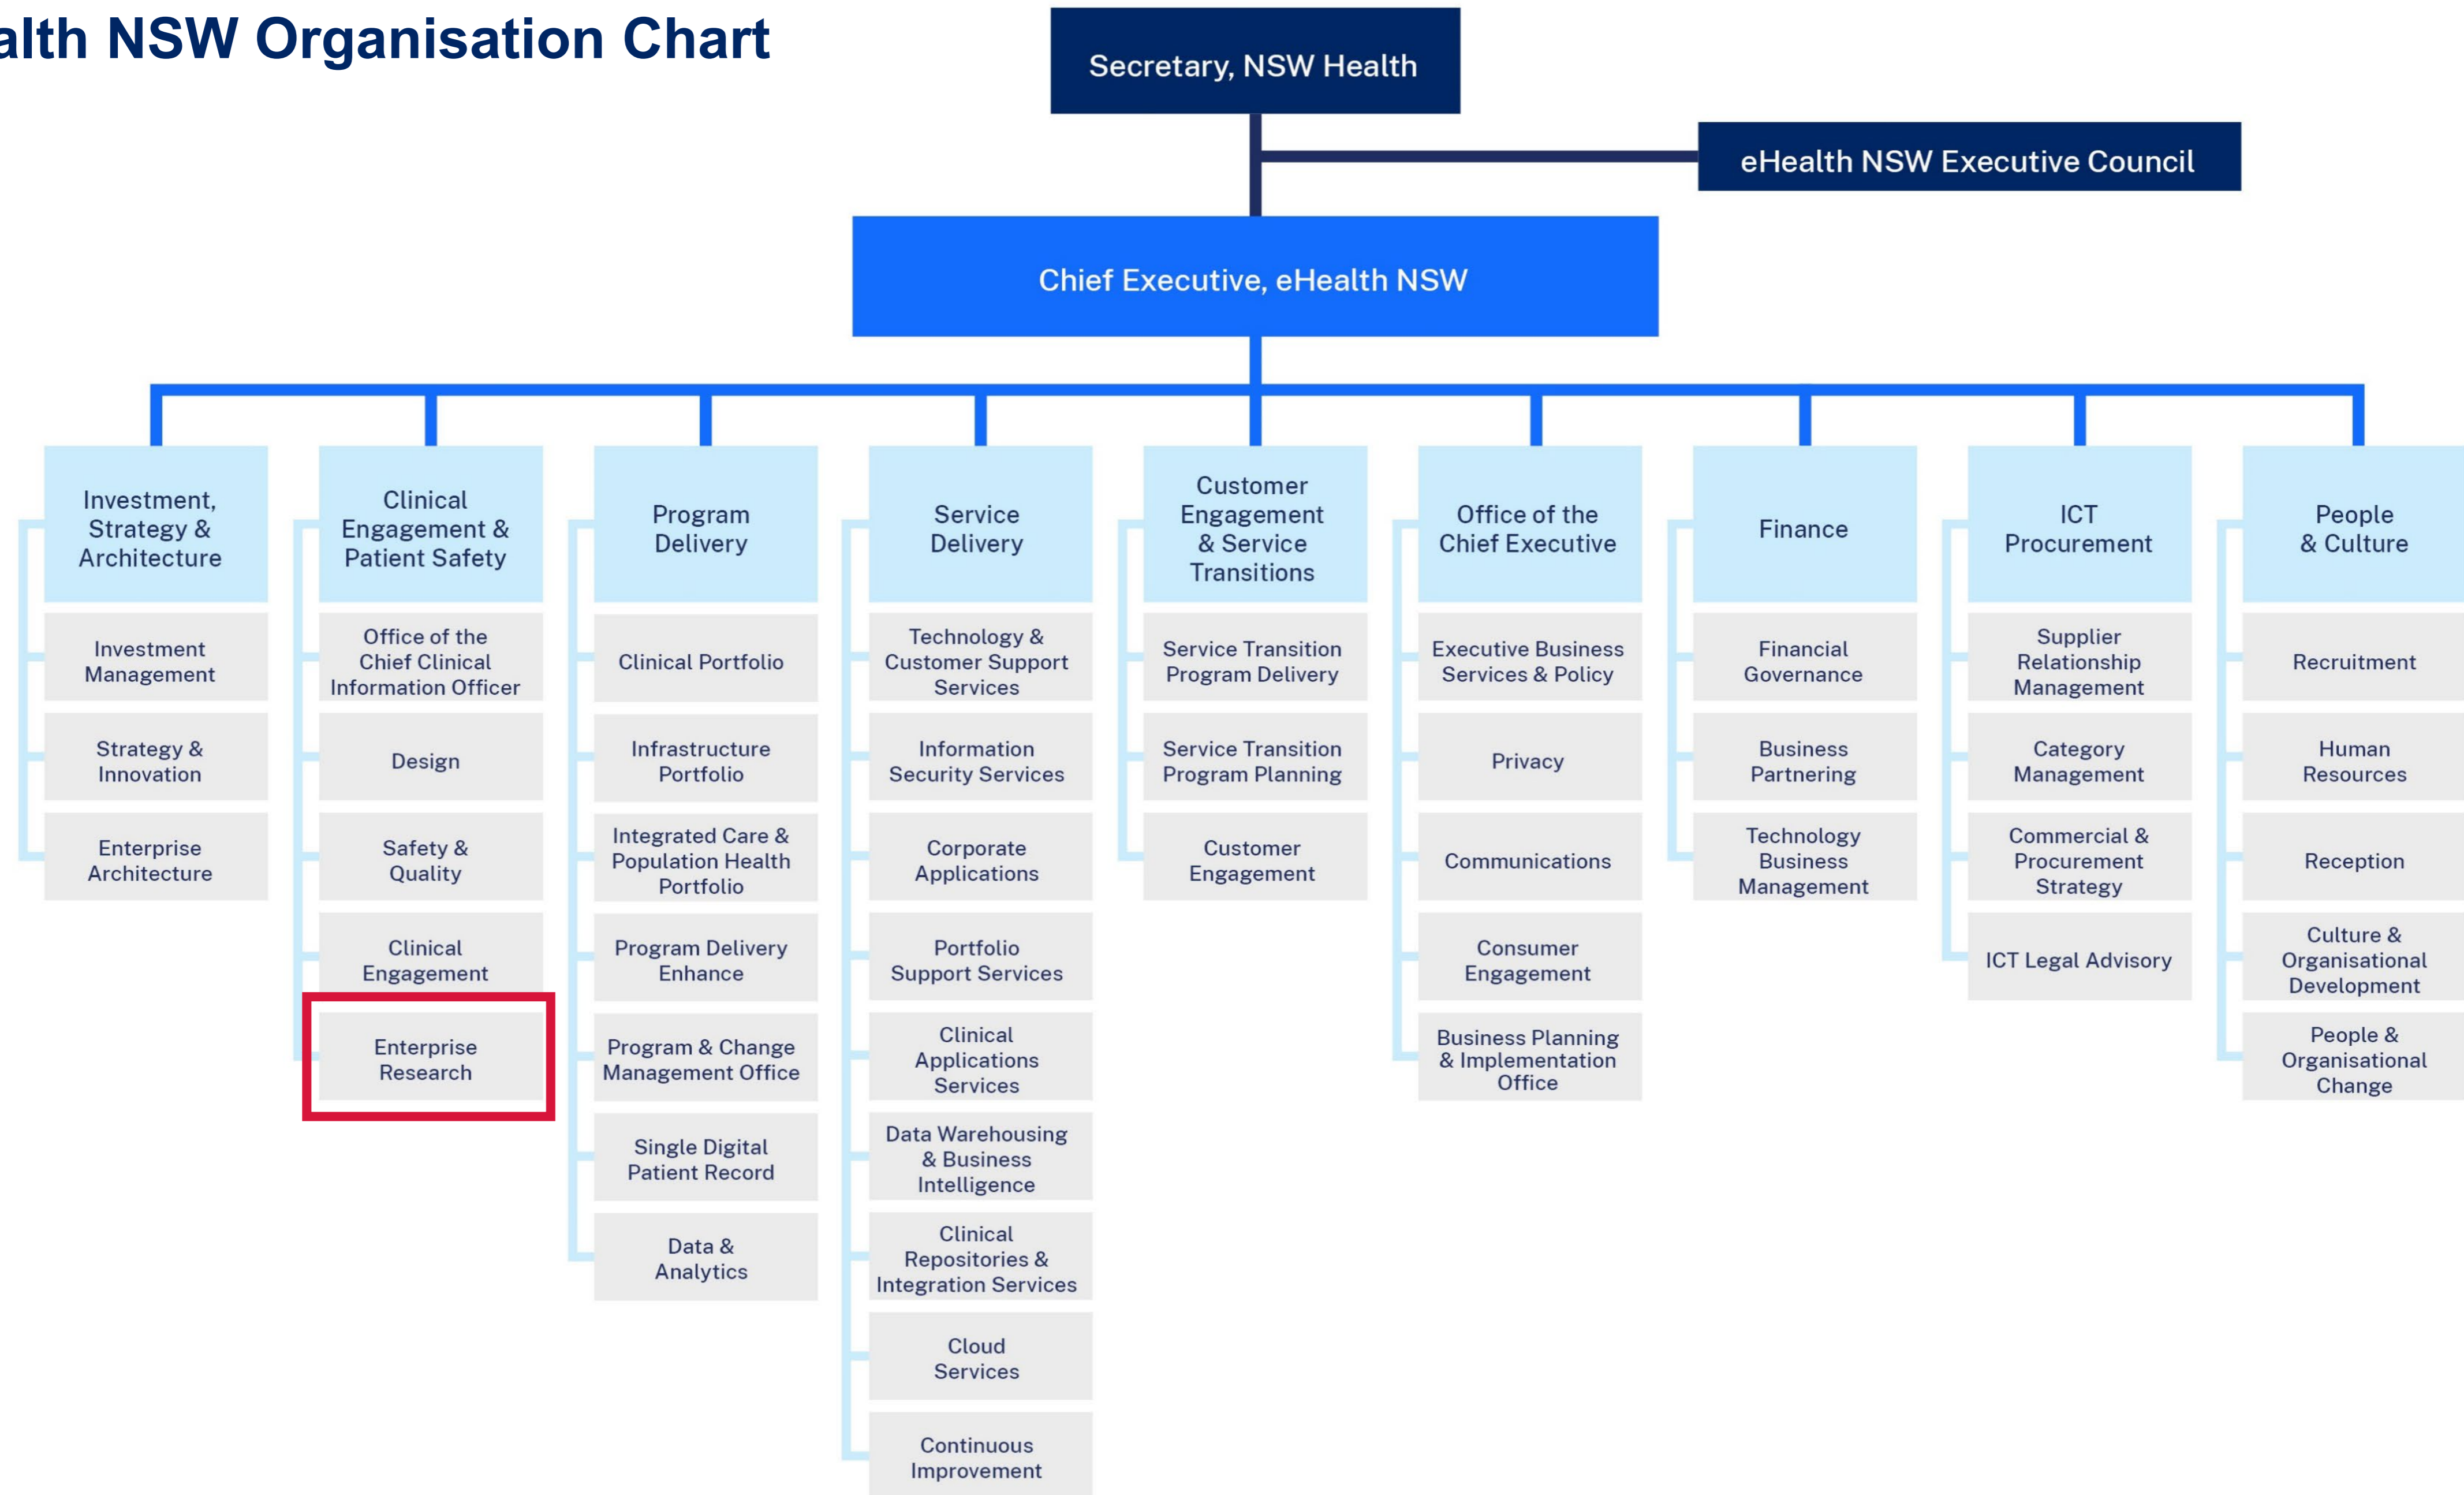 alth NSW Organisation Chart
Secretary, NSW Health
eHealth NSW Executive Council
Chief Executive, eHealth NSW
Investment,
Strategy &
Architecture
Investment
Management
Strategy &
Innovation
Enterprise
Architecture
Clinical
Engagement &
Patient Safety
Office of the
Chief Clinical
Information Officer
Design
Safety &
Quality
Clinical
Engagement
Enterprise
Research
Program
Delivery
Clinical Portfolio
Infrastructure
Portfolio
Integrated Care &
Population Health
Portfolio
Program Delivery
Enhance
Program & Change
Management Office
Single Digital
Patient Record
Data &
Analytics
Service
Delivery
Technology &
Customer Support
Services
Information
Security Services
Corporate
Applications
Portfolio
Support Services
Clinical
Applications
Services
Data Warehousing
& Business
Intelligence
Clinical
Repositories &
Integration Services
Cloud
Services
Continuous
Improvement
Customer
Engagement
& Service
Transitions
Service Transition
Program Delivery
Service Transition
Program Planning
Customer
Engagement
Office of the
Chief Executive
Executive Business
Services & Policy
Privacy
Communications
Consumer
Engagement
Business Planning
& Implementation
Office
Finance
Financial
Governance
Business
Partnering
Technology
Business
Management
ICT
Procurement
Supplier
Relationship
Management
Category
Management
Commercial &
Procurement
Strategy
ICT Legal Advisory
People
& Culture
Recruitment
Human
Resources
Reception
Culture &
Organisational
Development
People &
Organisational
Change